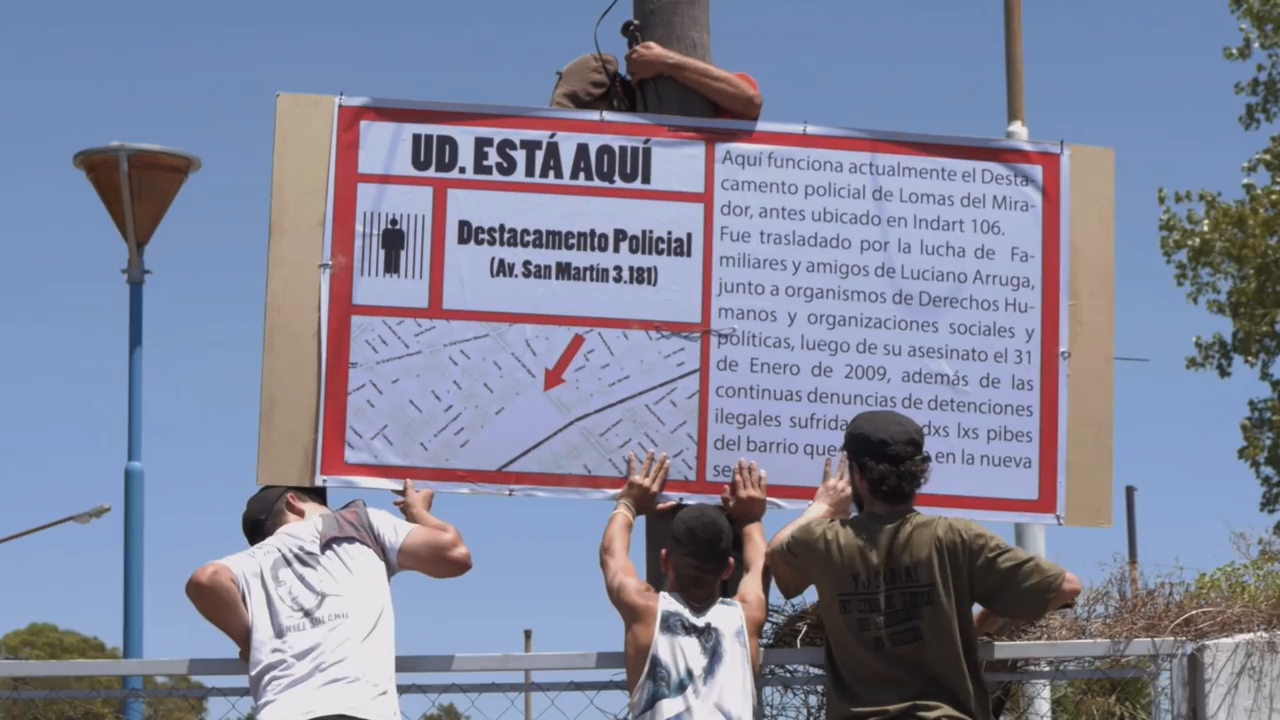 UD. ESTÁ AQUÍ
Destacamento Policial
(Av. San Martín 3.181)
Aquí funciona actualmente el Desta-
camento policial de Lomas del Mira-
dor, antes ubicado en Indart 106.
Fue trasladado por la lucha de Fa-
miliares y amigos de Luciano Arruga,
junto a organismos de Derechos Hu-
manos y organizaciones sociales y
políticas, luego de su asesinato el 31
de Enero de 2009, además de las
continuas denuncias de detenciones
ilegales lxs pibes
del barrio en la nueva